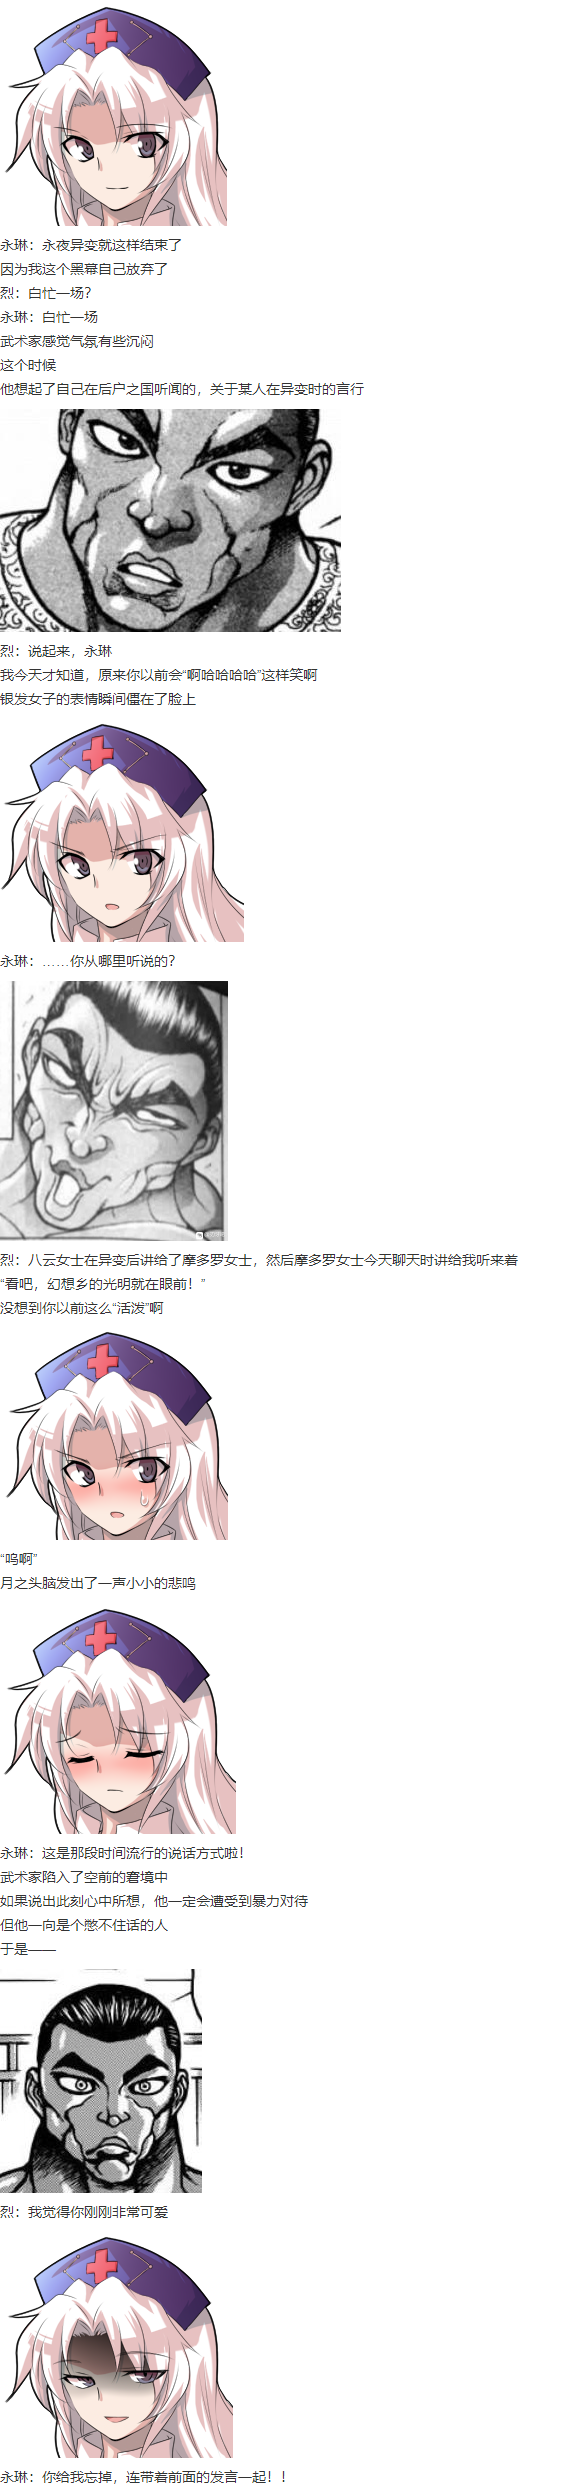 永琳：永夜异变就这样结束了
因为我这个黑幕自己放弃了
烈：白忙一场？
永琳：白忙一场
武术家感觉气氛有些沉闷
这个时候
他想起了自己在后户之国听闻的，关于某人在异变时的言行
烈：说起来，永琳
我今天才知道，原来你以前会“啊哈哈哈哈”这样笑啊
银发女子的表情瞬间僵在了脸上
永琳：……你从哪里听说的？
烈：八云女士在异变后讲给了摩多罗女士，然后摩多罗女士今天聊天时讲给我听来着
“看吧，幻想乡的光明就在眼前！”
没想到你以前这么“活泼”啊
“呜啊”
月之头脑发出了一声小小的悲鸣
永琳：这是那段时间流行的说话方式啦！
武术家陷入了空前的窘境中
如果说出此刻心中所想，他一定会遭受到暴力对待
但他一向是个憋不住话的人
于是——
烈：我觉得你刚刚非常可爱
永琳：你给我忘掉，连带着前面的发言一起！！